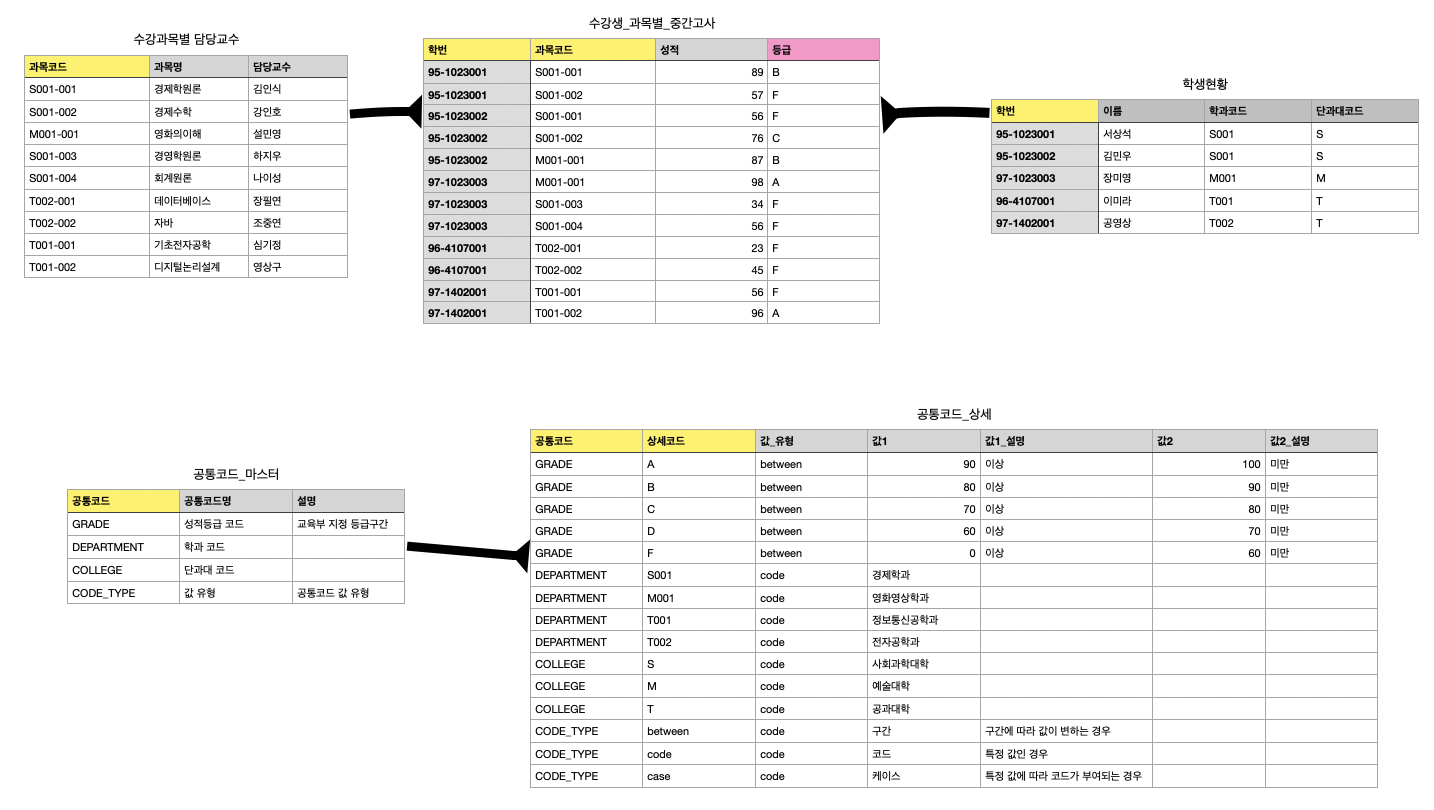 수강과목별 담당교수
과목코드 과목명 담당교수
S001-001 경제학원론 김인식
S001-002 경제수학 강인호
M001-001 영화의이해 설민영
S001-003 경영학원론 하지우
S001-004 회계원론 나이성
T002-001 데이터베이스 장필연
T002-002 자바 조중연
T001-001 기초전자공학 심기정
T001-002 디지털논리설계 영상구
수강생_과목별_중간고사
학번 과목코드 성적 등급
95-1023001 S001-001 89 B
95-1023001 S001-002 57 F
95-1023002 S001-001 56 F
95-1023002 S001-002 76 C
95-1023002 M001-001 87 B
97-1023003 M001-001 98 A
97-1023003 S001-003 34 F
97-1023003 S001-004 56 F
96-4107001 T002-001 23 F
96-4107001 T002-002 45 F
97-1402001 T001-001 56 F
97-1402001 T001-002 96 A
학생현황
학번 이름 학과코드 단과대코드
95-1023001 서상석 S001 S
95-1023002 김민우 S001 S
97-1023003 장미영 M001 M
96-4107001 이미라 T001 T
97-1402001 공영상 T002 T
공통코드_마스터
공통코드 공통코드명 설명
GRADE 성적등급 코드 교육부 지정 등급구간
DEPARTMENT 학과 코드
COLLEGE 단과대 코드
CODE_TYPE 값 유형 공통코드 값 유형
공통코드_상세
공통코드 상세코드 값_유형 값1 값1_설명 값2 값2_설명
GRADE A between 90 이상 100 미만
GRADE B between 80 이상 90 미만
GRADE C between 70 이상 80 미만
GRADE D between 60 이상 70 미만
GRADE F between 0 이상 60 미만
DEPARTMENT S001 code 경제학과
DEPARTMENT M001 code 영화영상학과
DEPARTMENT T001 code 정보통신공학과
DEPARTMENT T002 code 전자공학과
COLLEGE S code 사회과학대학
COLLEGE M code 예술대학
COLLEGE T code 공과대학
CODE_TYPE between code 구간 구간에 따라 값이 변하는 경우
CODE_TYPE code code 코드 특정 값인 경우
CODE_TYPE case code 케이스 특정 값에 따라 코드가 부여되는 경우